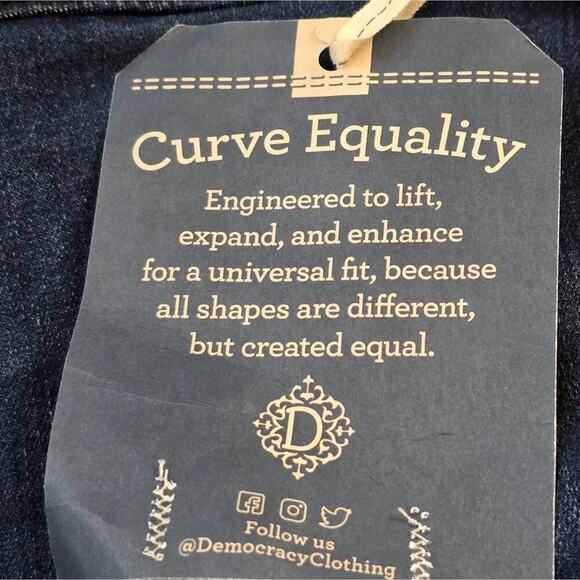 Curve Equality
Engineered to lift,
expand, and enhance
for a universal fit, because
all shapes are different,
but created equal.
D
Follow us
@DemocracyClothing